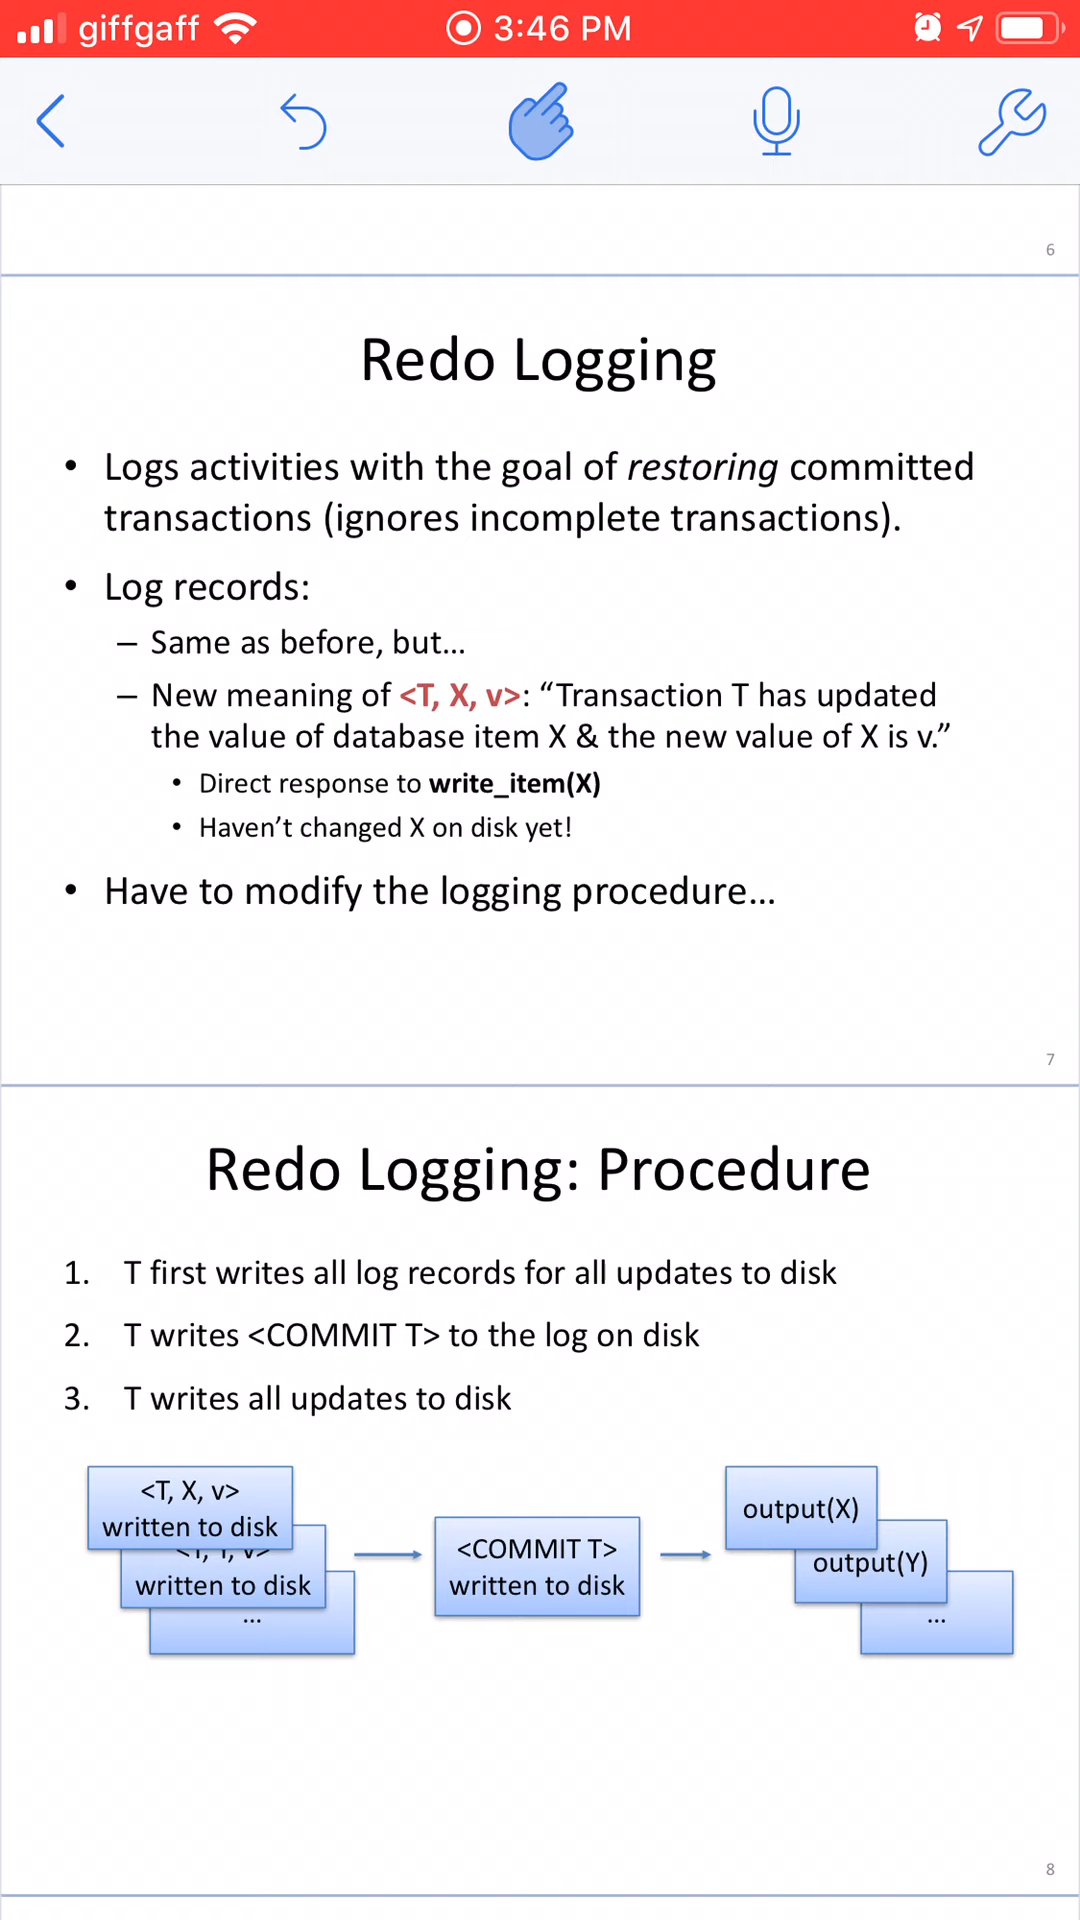 giffgaff 3:46 PM
6
Redo Logging
• Logs activities with the goal of restoring committed
transactions (ignores incomplete transactions).
• Log records:
– Same as before, but...
– New meaning of <T, X, v>: “Transaction T has updated
the value of database item X & the new value of X is v.”
• Direct response to write_item(X)
• Haven’t changed X on disk yet!
• Have to modify the logging procedure...
7
Redo Logging: Procedure
1. T first writes all log records for all updates to disk
2. T writes <COMMIT T> to the log on disk
3. T writes all updates to disk
<T, X, v>
written to disk
written to disk
...
<COMMIT T>
written to disk
output(X)
output(Y)
...
8